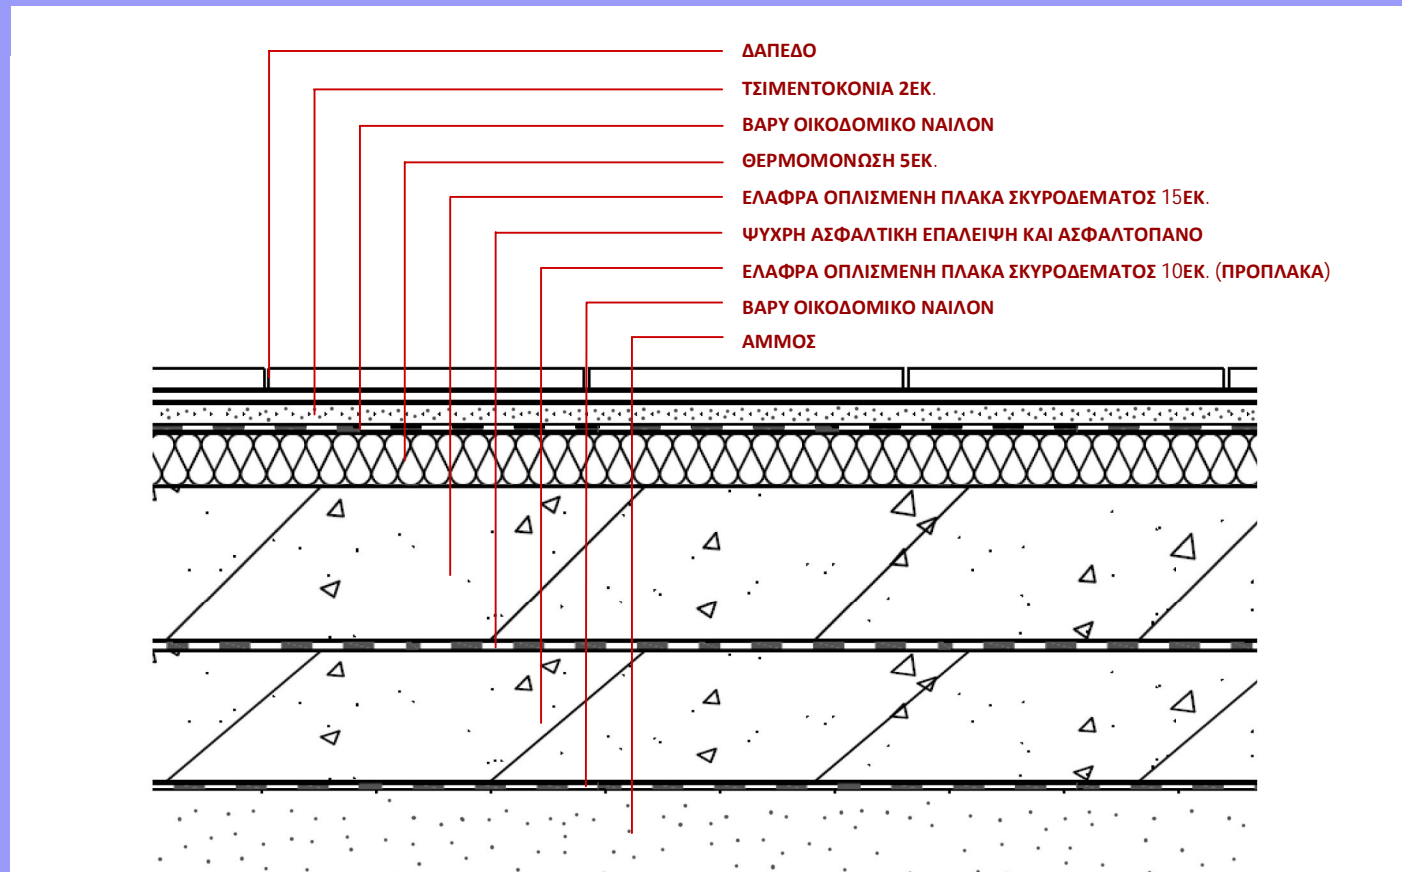 ΔΑΠΕΔΟ
ΤΣΙΜΕΝΤΟΚΟΝΙΑ 2ΕΚ.
ΒΑΡΥ ΟΙΚΟΔΟΜΙΚΟ ΝΑΙΛΟΝ
ΘΕΡΜΟΜΟΝΩΣΗ 5ΕΚ.
ΕΛΑΦΡΑ ΟΠΛΙΣΜΕΝΗ ΠΛΑΚΑ ΣΚΥΡΟΔΕΜΑΤΟΣ 15ΕΚ.
ΨΥΧΡΗ ΑΣΦΑΛΤΙΚΗ ΕΠΑΛΕΙΨΗ ΚΑΙ ΑΣΦΑΛΤΟΠΑΝΟ
ΕΛΑΦΡΑ ΟΠΛΙΣΜΕΝΗ ΠΛΑΚΑ ΣΚΥΡΟΔΕΜΑΤΟΣ 10ΕΚ. (ΠΡΟΠΛΑΚΑ)
ΒΑΡΥ ΟΙΚΟΔΟΜΙΚΟ ΝΑΙΛΟΝ
ΑΜΜΟΣ